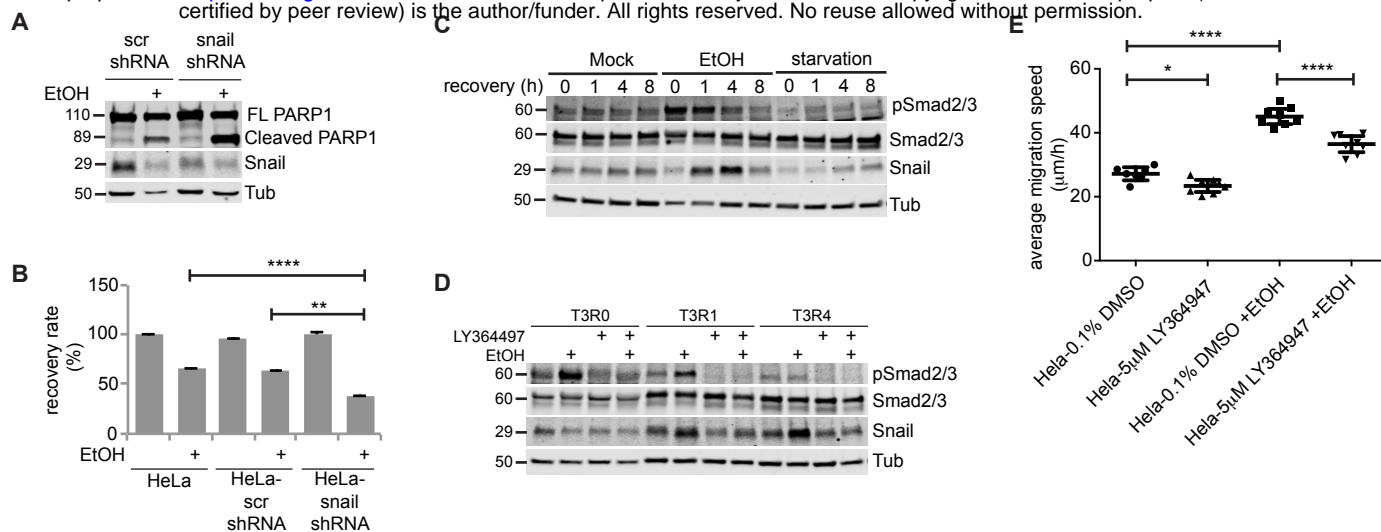 certified by peer review) is the author/funder. All rights reserved. No reuse allowed without permission.
A
scr shRNA
snail shRNA
EtOH + +
110 FL PARP1
89 Cleaved PARP1
29 Snail
50 Tub
B
recovery rate (%)
150
100
50
0
EtOH + + +
HeLa
HeLa-scr shRNA
HeLa-snail shRNA
**** 
**
C
Mock EtOH starvation
recovery (h) 0 1 4 8 0 1 4 8 0 1 4 8
60 pSmad2/3
60 Smad2/3
29 Snail
50 Tub
D
T3R0 T3R1 T3R4
LY364497 + + + + + +
EtOH + + + + + +
60 pSmad2/3
60 Smad2/3
29 Snail
50 Tub
E
average migration speed
(μm/h)
60
40
20
0
****
*
****
Hela-0.1% DMSO
Hela-5μM LY364947
Hela-0.1% DMSO +EtOH
Hela-5μM LY364947 +EtOH